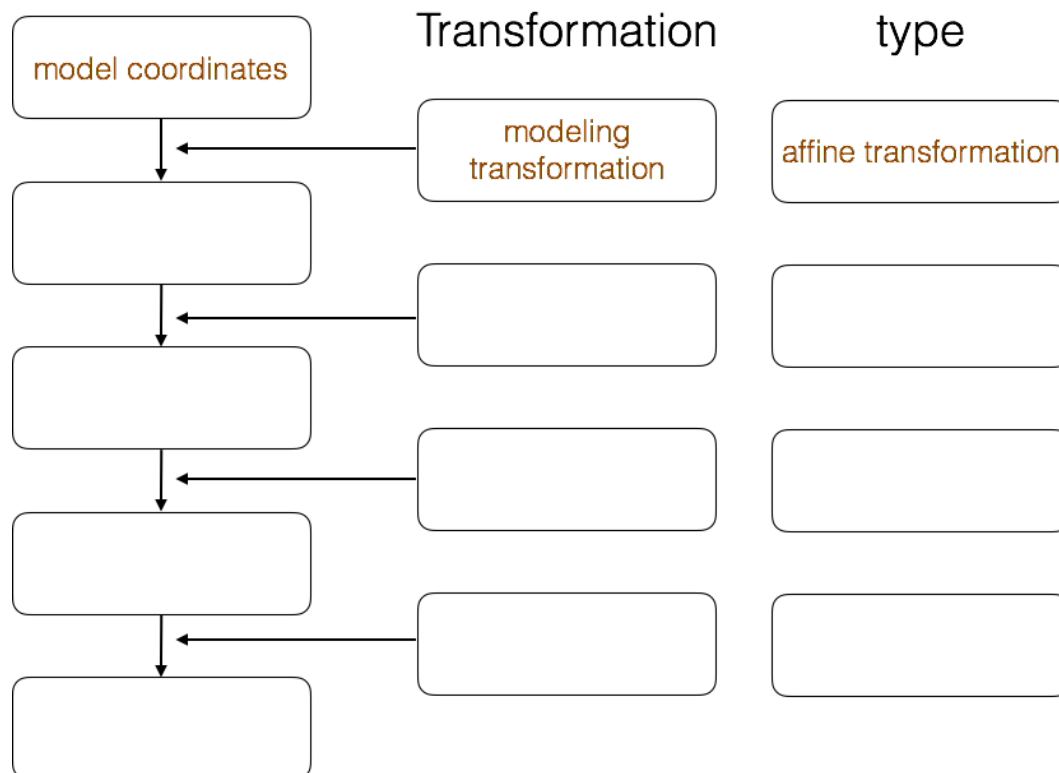 Transformation
type
model coordinates
modeling
transformation
affine transformation